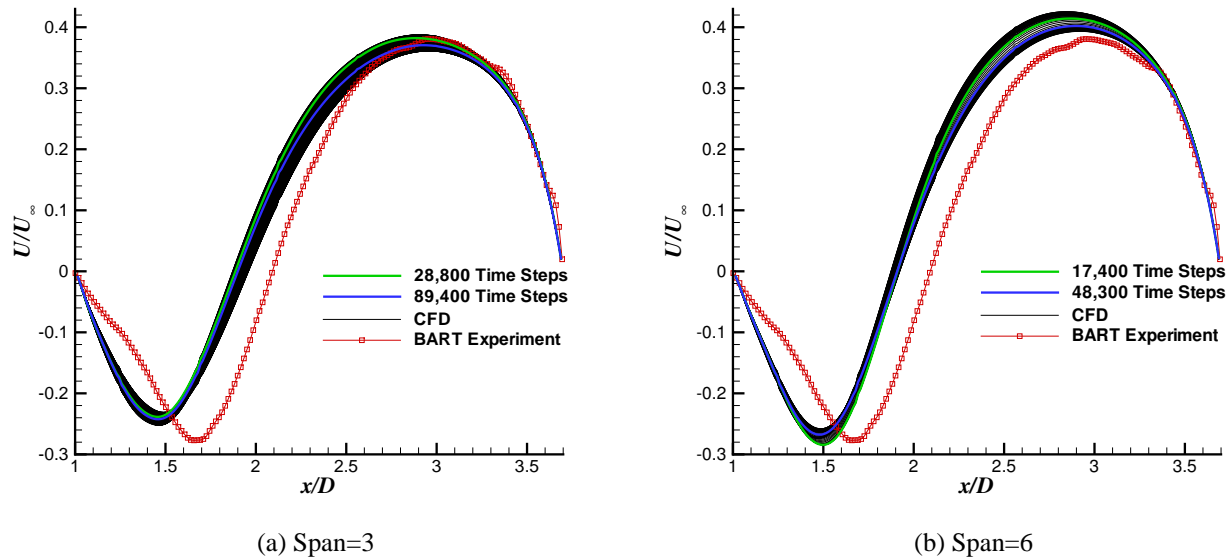 0.4
0.3
0.2
0.1
0
-0.1
-0.2
-0.3
U/U∞
1
1.5
2
2.5
3
3.5
x/D
28,800 Time Steps
89,400 Time Steps
CFD
BART Experiment
(a) Span=3
0.4
0.3
0.2
0.1
0
-0.1
-0.2
-0.3
U/U∞
1
1.5
2
2.5
3
3.5
x/D
17,400 Time Steps
48,300 Time Steps
CFD
BART Experiment
(b) Span=6